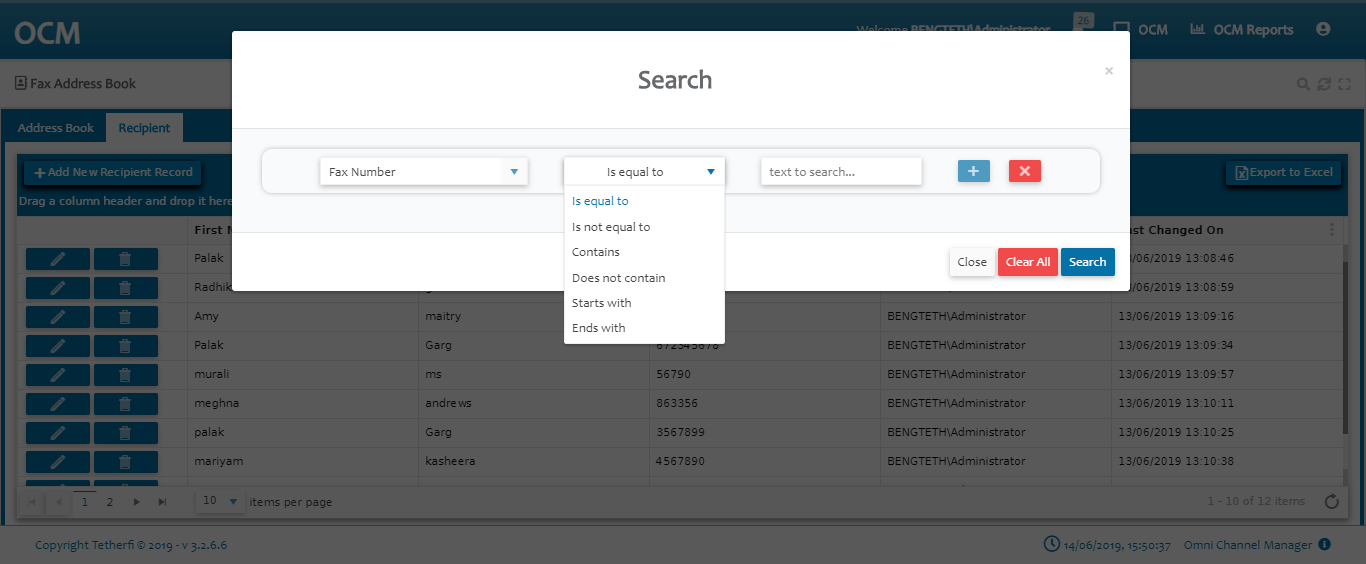 OCM
Welcome BENGTETH\Administrator
26
OCM
OCM Reports
Fax Address Book
Search
×
Address Book
Recipient
Add New Recipient Record
Export to Excel
Drag a column header and drop it here
Fax Number
Is equal to
text to search...
Is equal to
Is not equal to
Contains
Does not contain
Starts with
Ends with
Close
Clear All
Search
First
Changed On
Palak
13/06/2019 13:08:46
13/06/2019 13:08:59
Amy maitry BENGTETH\Administrator 13/06/2019 13:09:16
Palak Garg 672345678 BENGTETH\Administrator 13/06/2019 13:09:34
murali ms 56790 BENGTETH\Administrator 13/06/2019 13:09:57
meghna andrews 863356 BENGTETH\Administrator 13/06/2019 13:10:11
palak Garg 3567899 BENGTETH\Administrator 13/06/2019 13:10:25
mariyam kasheera 4567890 BENGTETH\Administrator 13/06/2019 13:10:38
1 2 10 items per page 1 - 10 of 12 items
Copyright Tetherfi © 2019 - v 3.2.6.6
14/06/2019, 15:50:37 Omni Channel Manager